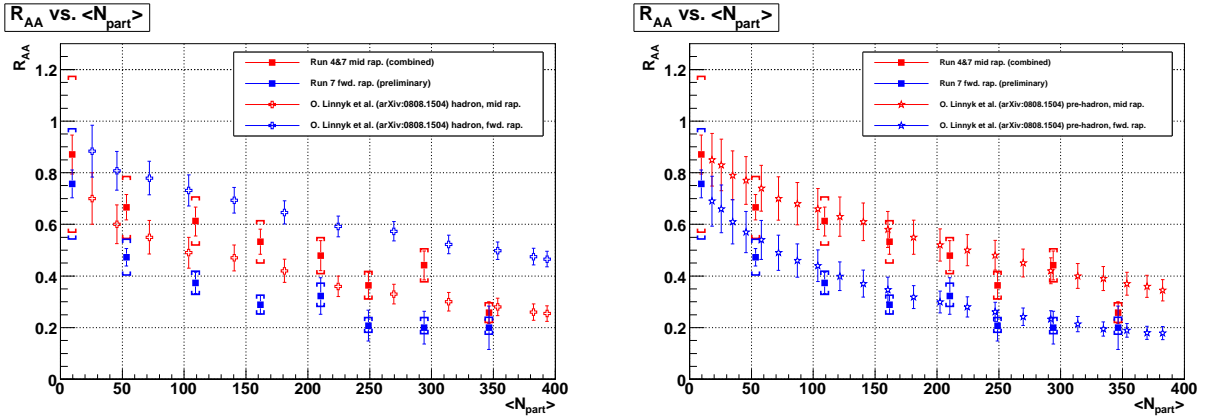 R_AA vs. <N_part>
R_AA
1.2
1
0.8
0.6
0.4
0.2
0
0 50 100 150 200 250 300 350 400
<N_part>
Run 4&7 mid rap. (combined)
Run 7 fwd. rap. (preliminary)
O. Linnyk et al. (arXiv:0808.1504) hadron, mid rap.
O. Linnyk et al. (arXiv:0808.1504) hadron, fwd. rap.
R_AA vs. <N_part>
R_AA
1.2
1
0.8
0.6
0.4
0.2
0
0 50 100 150 200 250 300 350 400
<N_part>
Run 4&7 mid rap. (combined)
Run 7 fwd. rap. (preliminary)
O. Linnyk et al. (arXiv:0808.1504) pre-hadron, mid rap.
O. Linnyk et al. (arXiv:0808.1504) pre-hadron, fwd. rap.